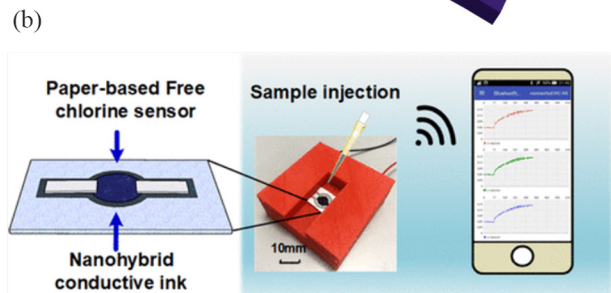 (b)
Paper-based Free
chlorine sensor
Sample injection
10mm
Nanohybrid
conductive ink